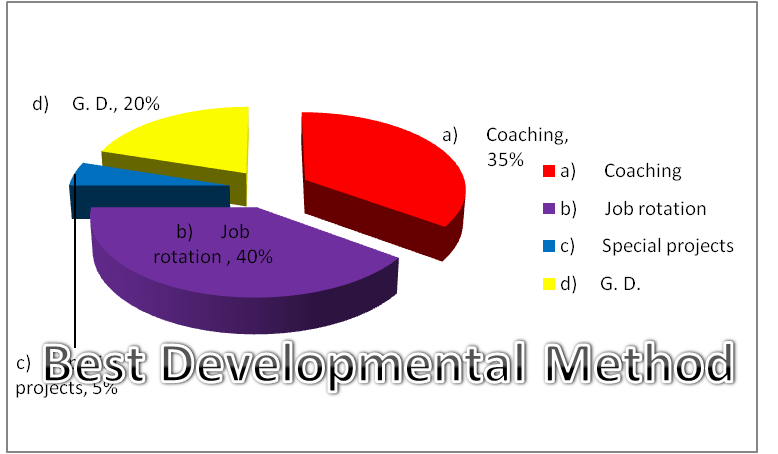 d) G. D., 20%
a) Coaching,
35%
a) Coaching
b) Job rotation
c) Special projects
d) G. D.
b) Job
rotation , 40%
c)
projects, 5%
Best Developmental Method